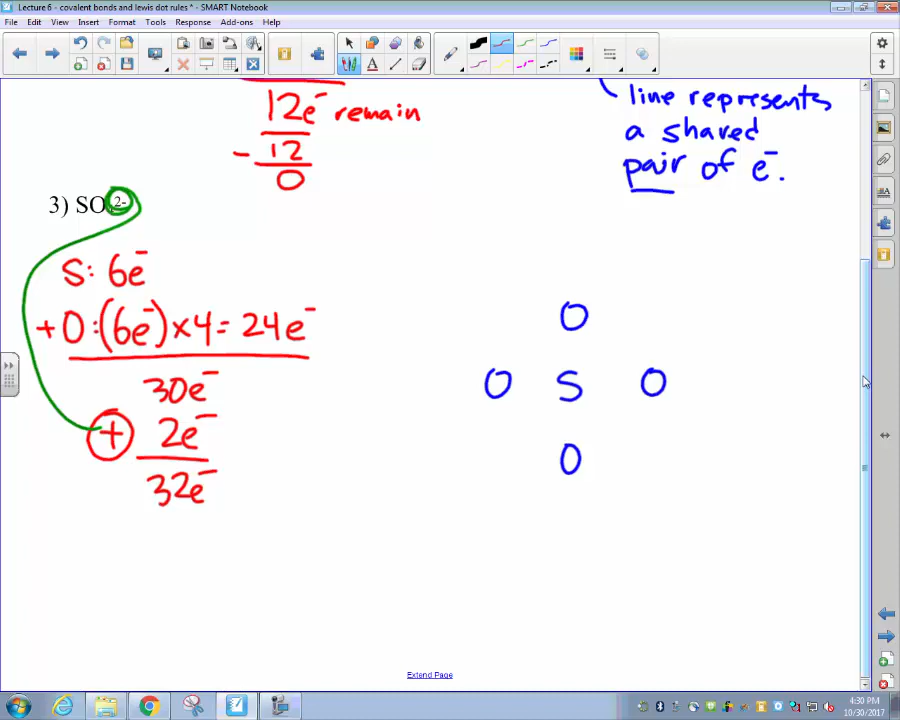 Lecture 6 - covalent bonds and lewis dot rules * - SMART Notebook
File Edit View Insert Format Tools Response Add-ons Help
12e⁻ remain
- 12
0
line represents
a shared
pair of e⁻.
3) SO 2-
S: 6e⁻
+ O:(6e⁻)×4= 24e⁻
30e⁻
+ 2e⁻
32e⁻
O
O S O
O
Extend Page
4:30 PM
10/30/2017